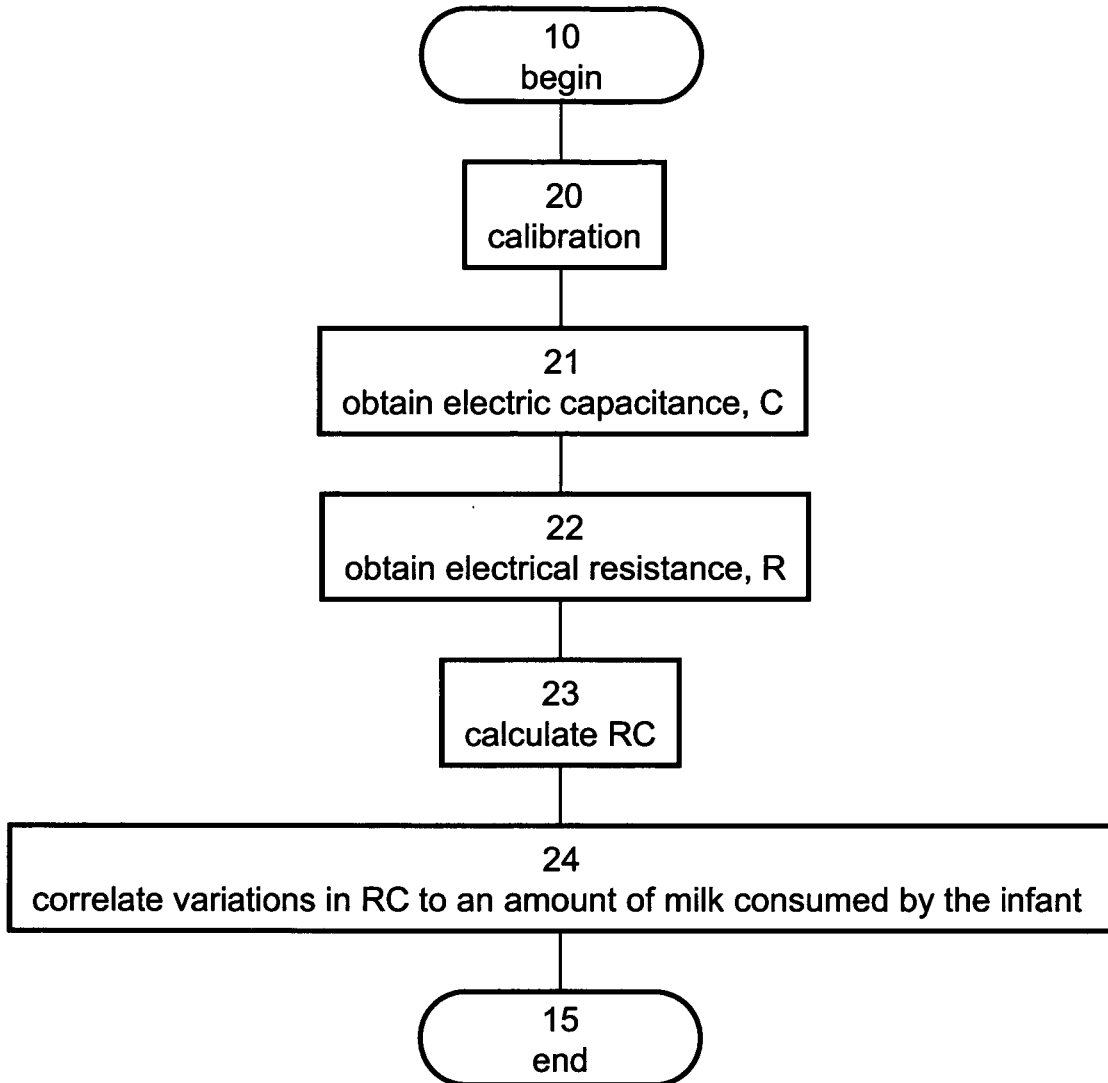 10
begin
20
calibration
21
obtain electric capacitance, C
22
obtain electrical resistance, R
23
calculate RC
24
correlate variations in RC to an amount of milk consumed by the infant
15
end